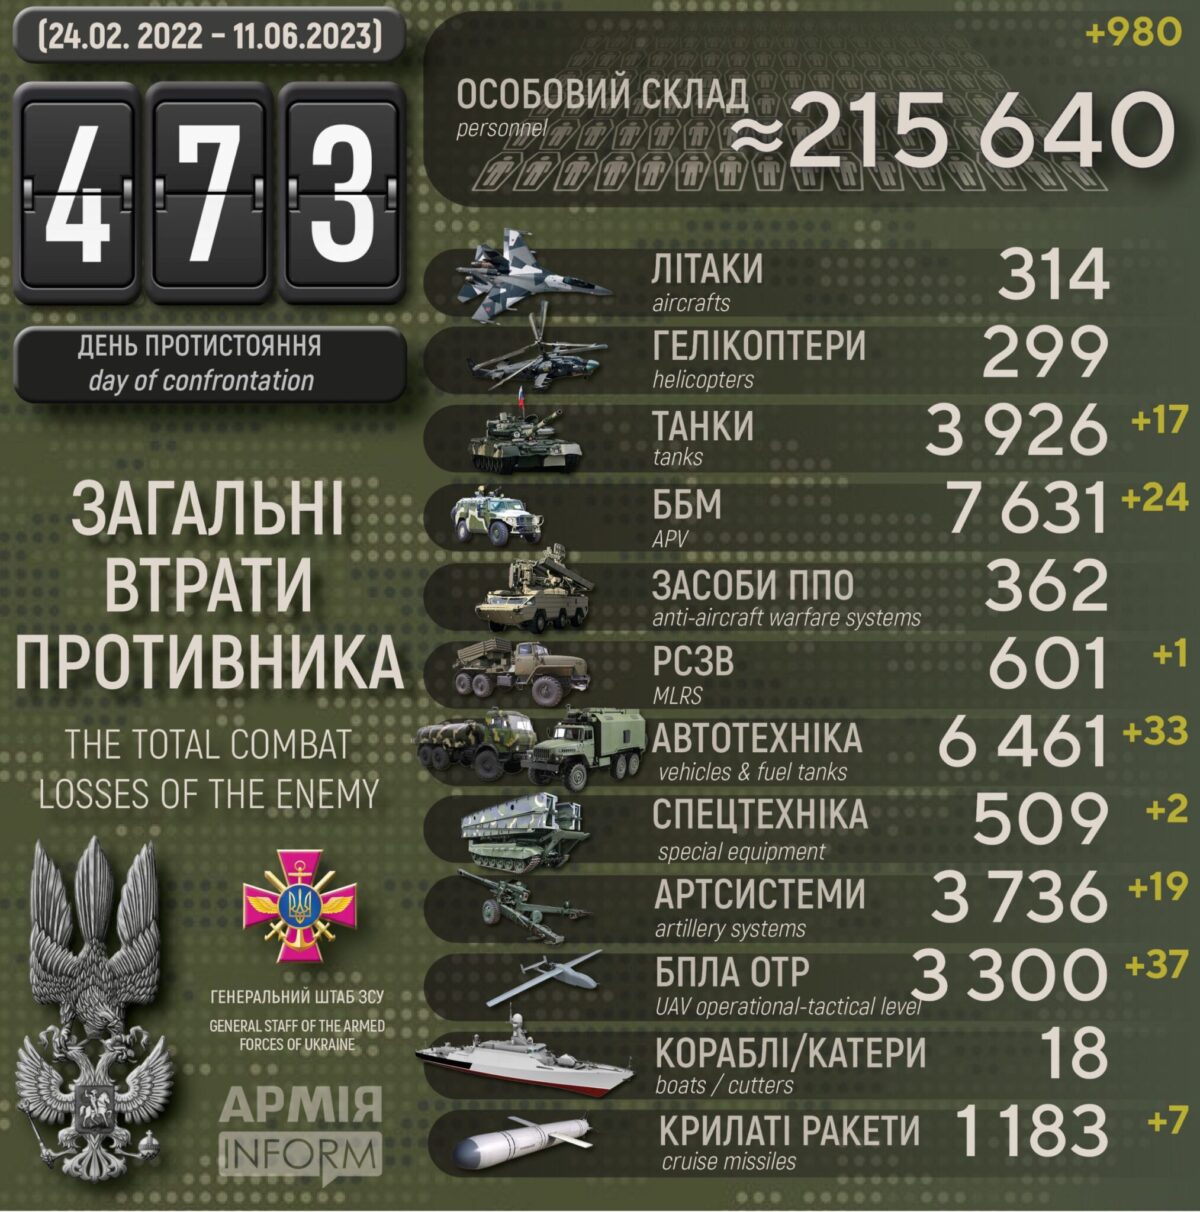 (24.02. 2022 – 11.06.2023)
473
ДЕНЬ ПРОТИСТОЯННЯ
day of confrontation
ЗАГАЛЬНІ
ВТРАТИ
ПРОТИВНИКА
THE TOTAL COMBAT
LOSSES OF THE ENEMY
ГЕНЕРАЛЬНИЙ ШТАБ ЗСУ
GENERAL STAFF OF THE ARMED
FORCES OF UKRAINE
АРМІЯ
INFORM
+980
ОСОБОВИЙ СКЛАД
personnel
≈215 640
ЛІТАКИ 314
aircrafts
ГЕЛІКОПТЕРИ 299
helicopters
ТАНКИ 3 926 +17
tanks
ББМ 7 631 +24
APV
ЗАСОБИ ППО 362
anti-aircraft warfare systems
РСЗВ 601 +1
MLRS
АВТОТЕХНІКА 6 461 +33
vehicles & fuel tanks
СПЕЦТЕХНІКА 509 +2
special equipment
АРТСИСТЕМИ 3 736 +19
artillery systems
БПЛА ОТР 3 300 +37
UAV operational-tactical level
КОРАБЛІ/КАТЕРИ 18
boats / cutters
КРИЛАТІ РАКЕТИ 1 183 +7
cruise missiles